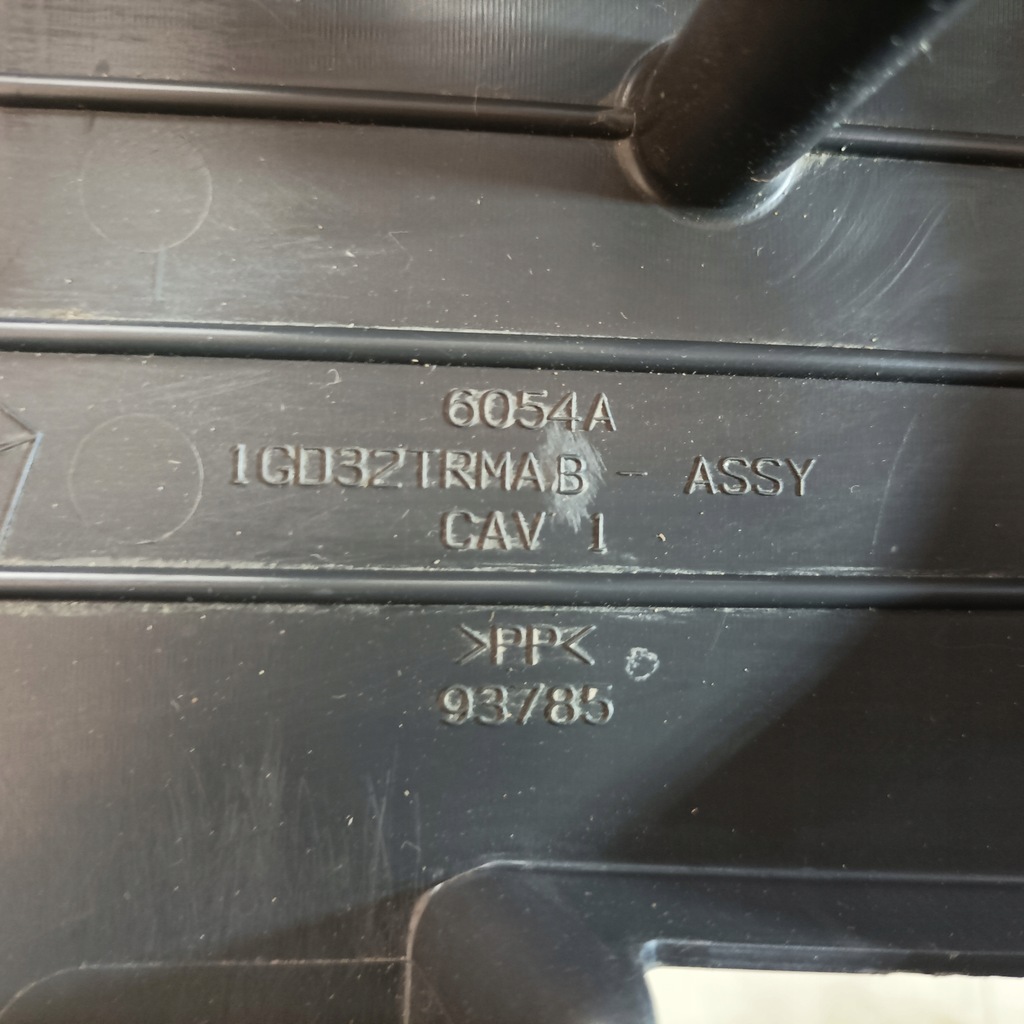 6054A
1GD32TRMAB - ASSY
CAV 1
>PP<
93785